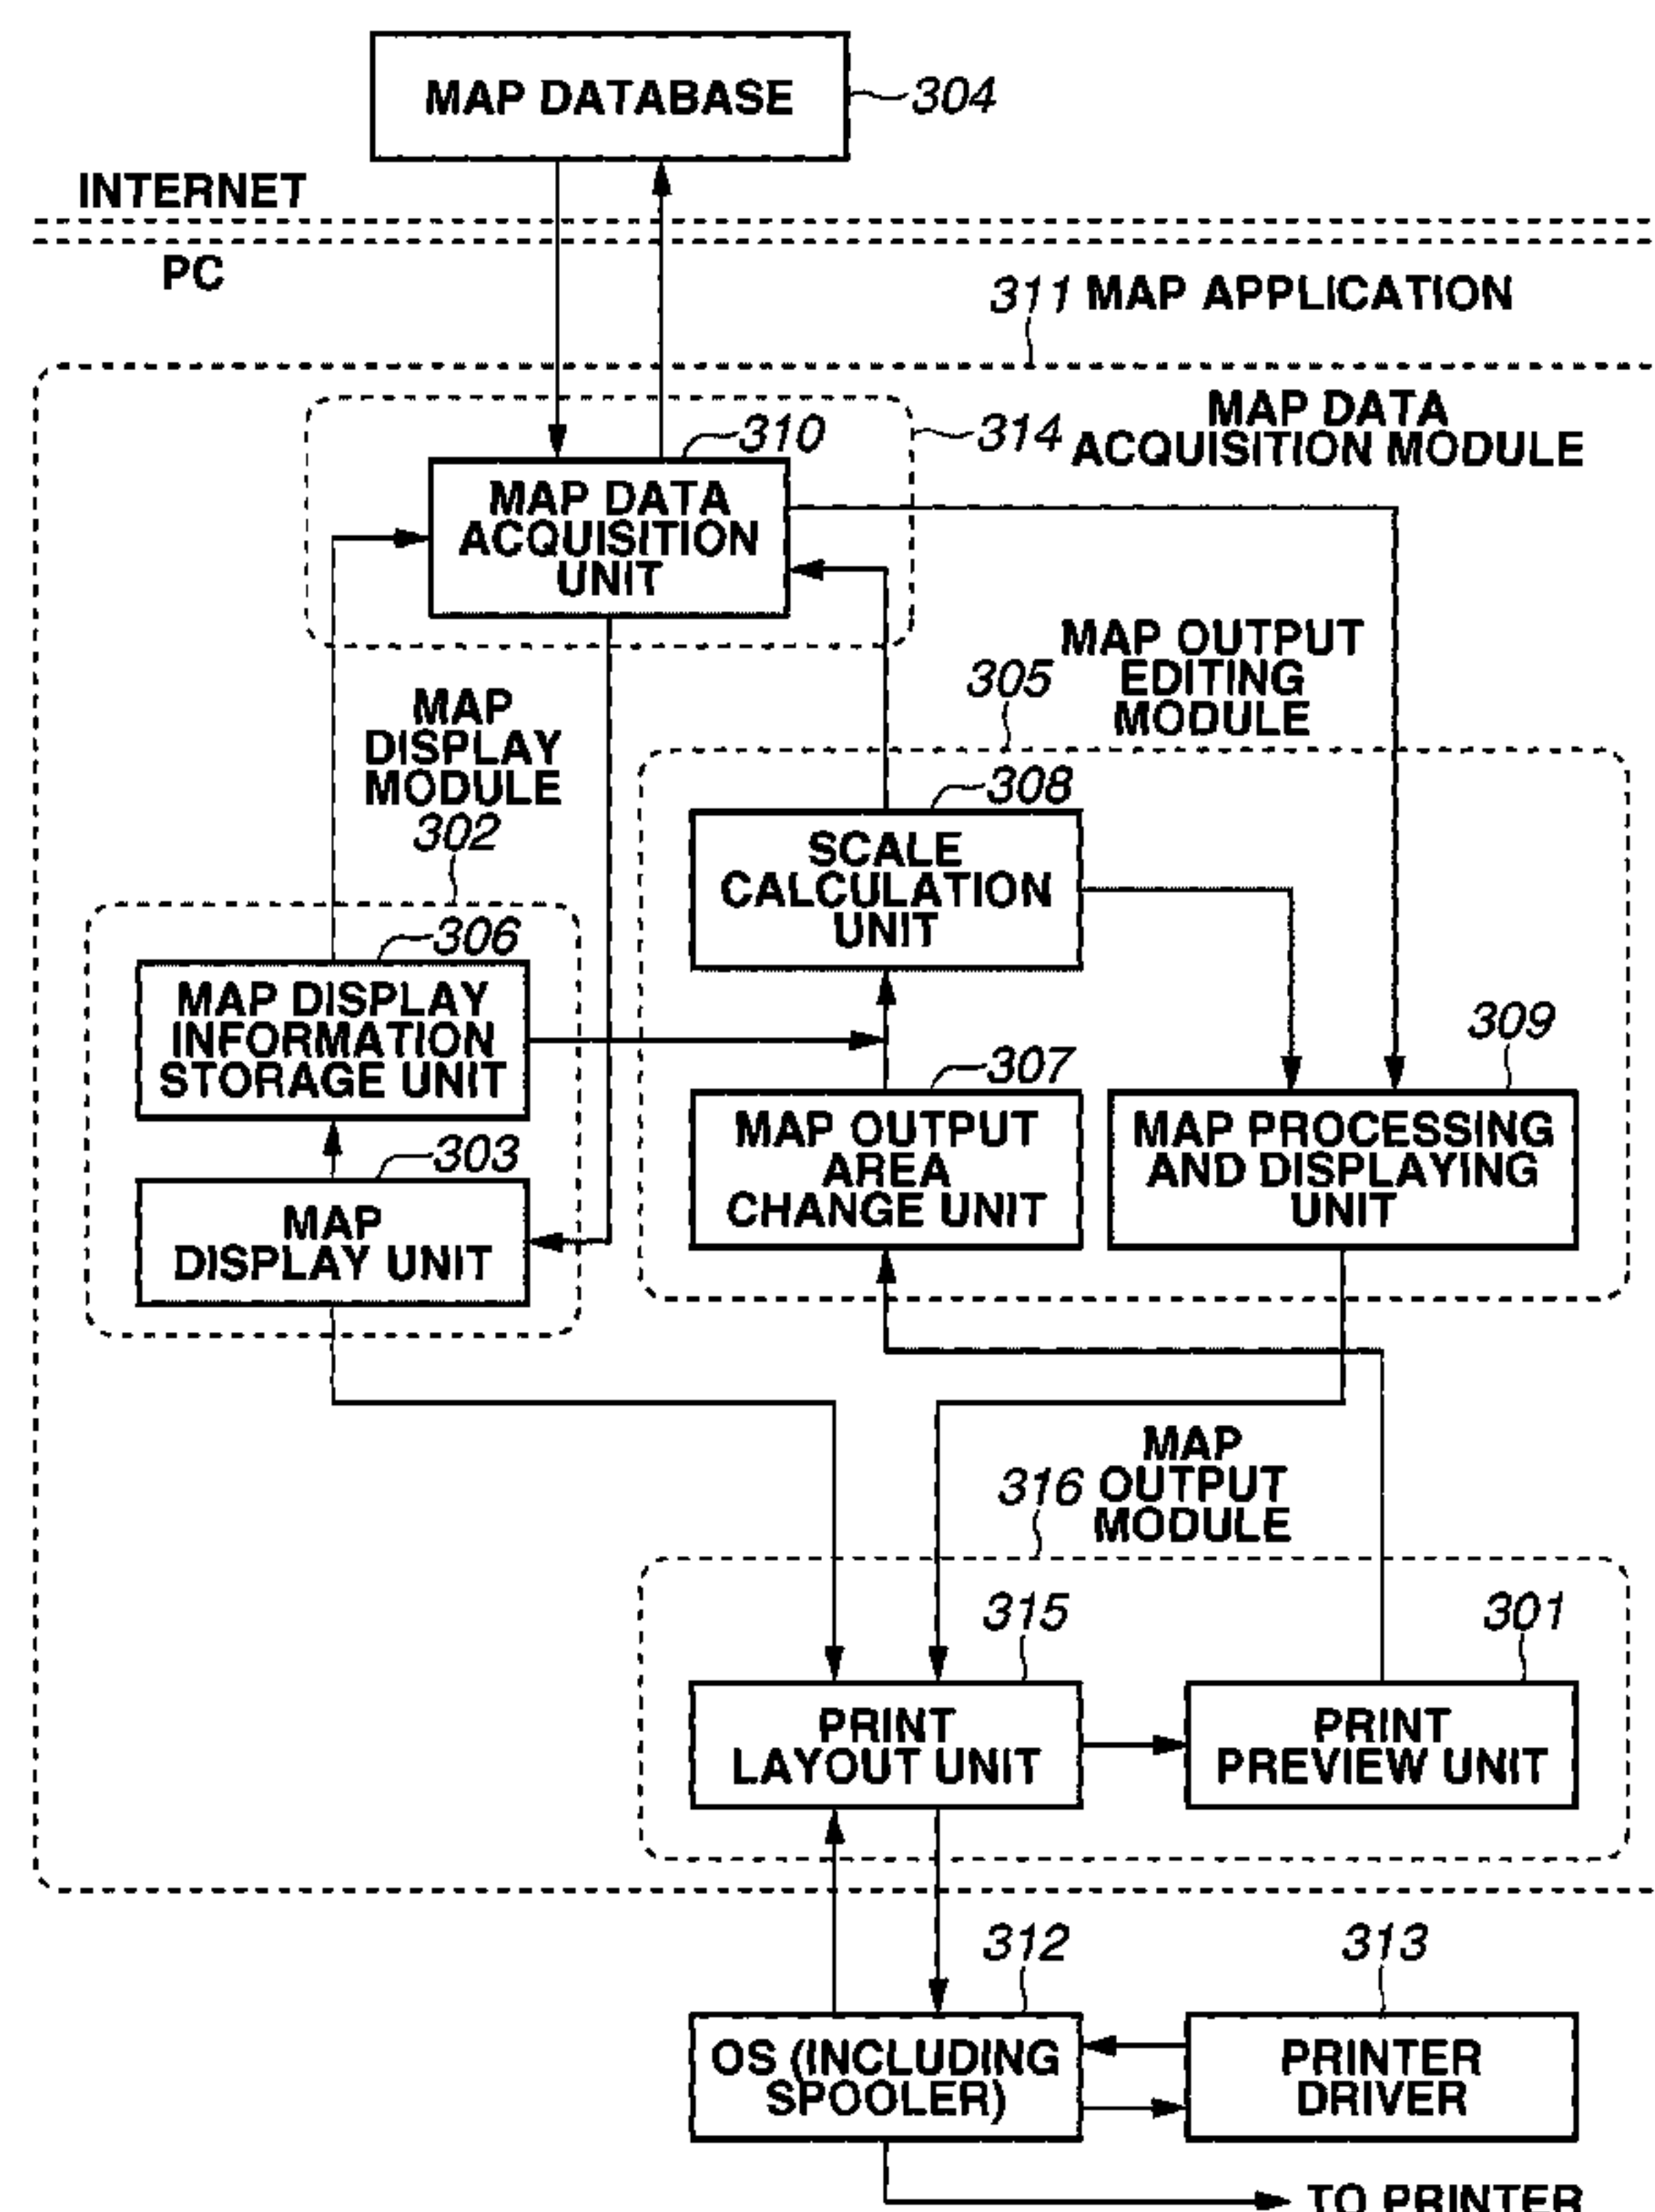 MAP DATABASE
304
INTERNET
PC
311 MAP APPLICATION
MAP DATA
ACQUISITION MODULE
314
310
MAP DATA
ACQUISITION
UNIT
MAP OUTPUT
EDITING
MODULE
305
MAP
DISPLAY
MODULE
302
308
SCALE
CALCULATION
UNIT
306
MAP DISPLAY
INFORMATION
STORAGE UNIT
309
307
MAP OUTPUT
AREA
CHANGE UNIT
MAP PROCESSING
AND DISPLAYING
UNIT
303
MAP
DISPLAY UNIT
MAP
OUTPUT
MODULE
316
315
301
PRINT
LAYOUT UNIT
PRINT
PREVIEW UNIT
312
313
OS (INCLUDING
SPOOLER)
PRINTER
DRIVER
TO PRINTER